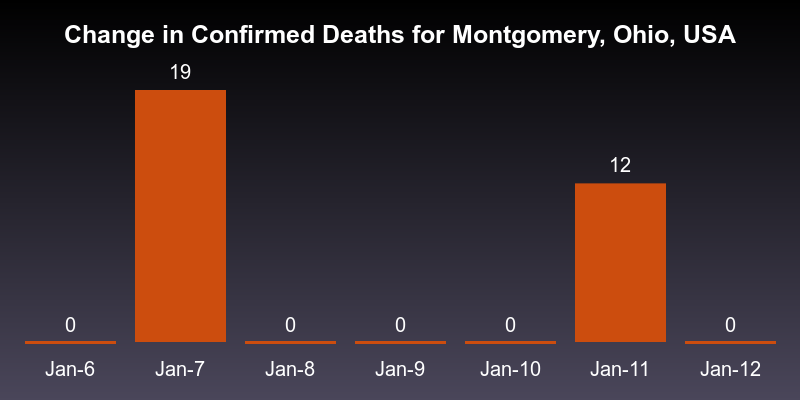 Change in Confirmed Deaths for Montgomery, Ohio, USA
19
12
0 0 0 0 0
Jan-6 Jan-7 Jan-8 Jan-9 Jan-10 Jan-11 Jan-12